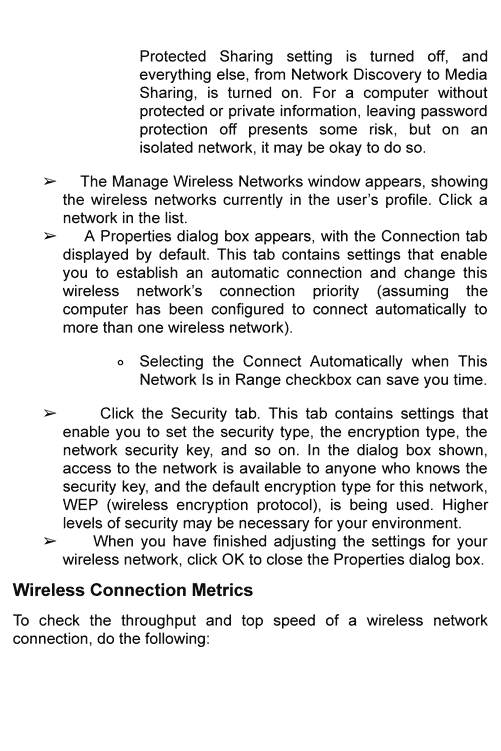 Protected Sharing setting is turned off, and
everything else, from Network Discovery to Media
Sharing, is turned on. For a computer without
protected or private information, leaving password
protection off presents some risk, but on an
isolated network, it may be okay to do so.
➢ The Manage Wireless Networks window appears, showing
the wireless networks currently in the user’s profile. Click a
network in the list.
➢ A Properties dialog box appears, with the Connection tab
displayed by default. This tab contains settings that enable
you to establish an automatic connection and change this
wireless network’s connection priority (assuming the
computer has been configured to connect automatically to
more than one wireless network).
o Selecting the Connect Automatically when This
Network Is in Range checkbox can save you time.
➢ Click the Security tab. This tab contains settings that
enable you to set the security type, the encryption type, the
network security key, and so on. In the dialog box shown,
access to the network is available to anyone who knows the
security key, and the default encryption type for this network,
WEP (wireless encryption protocol), is being used. Higher
levels of security may be necessary for your environment.
➢ When you have finished adjusting the settings for your
wireless network, click OK to close the Properties dialog box.
Wireless Connection Metrics
To check the throughput and top speed of a wireless network
connection, do the following: